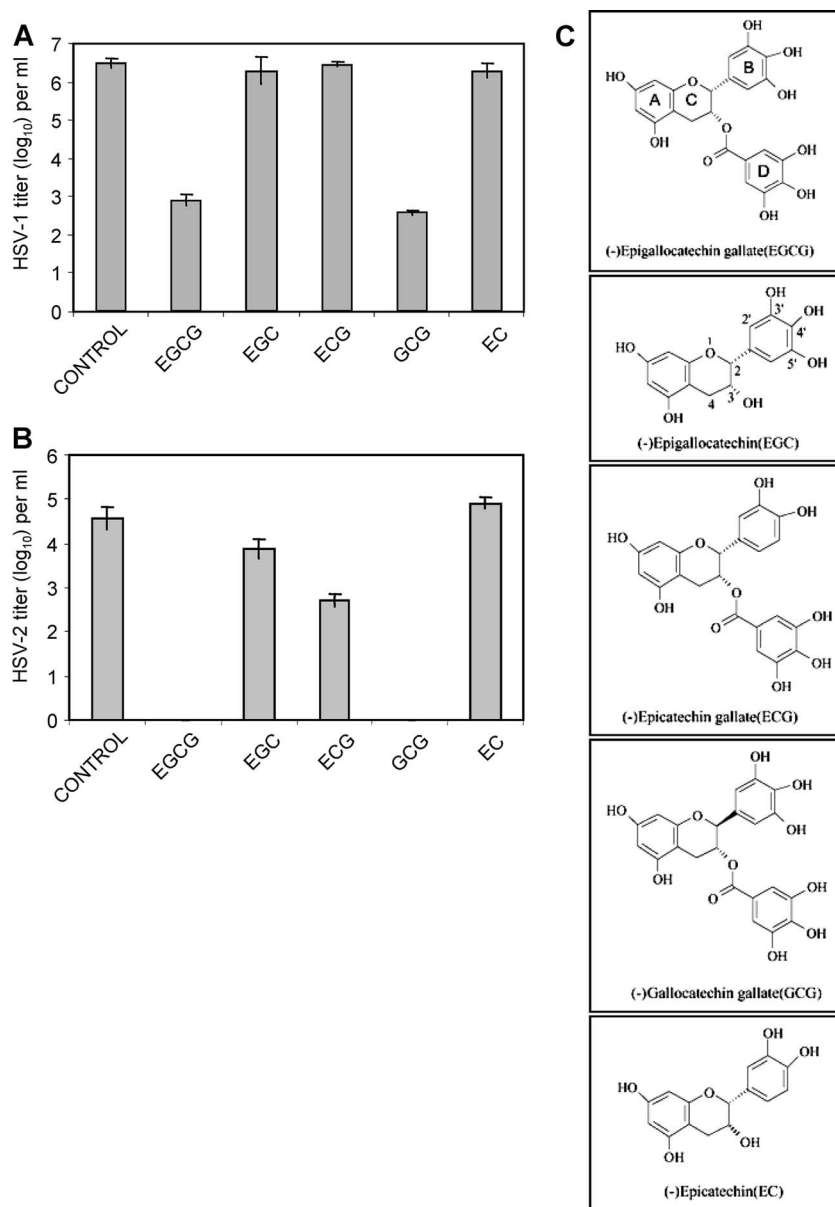 A
HSV-1 titer (log10) per ml
7
6
5
4
3
2
1
0
CONTROL
EGCG
EGC
ECG
GCG
EC
B
HSV-2 titer (log10) per ml
6
5
4
3
2
1
0
CONTROL
EGCG
EGC
ECG
GCG
EC
C
OH
OH
B
HO
O
OH
A
C
O
OH
O
OH
D
OH
OH
(-)Epigallocatechin gallate(EGCG)
OH
3'
OH
2'
4'
1
HO
O
5'
OH
2
3
4
OH
OH
(-)Epigallocatechin(EGC)
OH
OH
HO
O
O
OH
O
OH
OH
OH
(-)Epicatechin gallate(ECG)
OH
OH
HO
O
OH
O
OH
O
OH
OH
OH
(-)Gallocatechin gallate(GCG)
OH
OH
HO
O
OH
OH
(-)Epicatechin(EC)